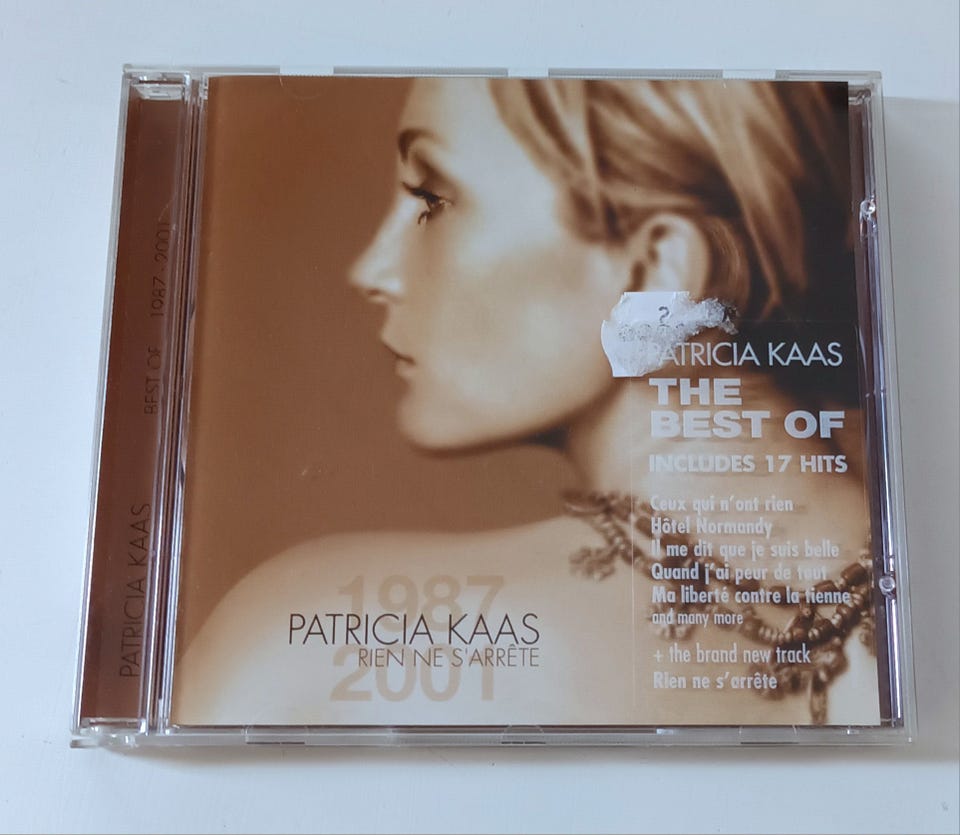 PATRICIA KAAS BEST OF 1987 - 2001
1987
PATRICIA KAAS
RIEN NE S'ARRÊTE
2001
PATRICIA KAAS
THE
BEST OF
INCLUDES 17 HITS
Ceux qui n'ont rien
Hôtel Normandy
Il me dit que je suis belle
Quand j'ai peur de tout
Ma liberté contre la tienne
and many more
+ the brand new track
Rien ne s'arrête